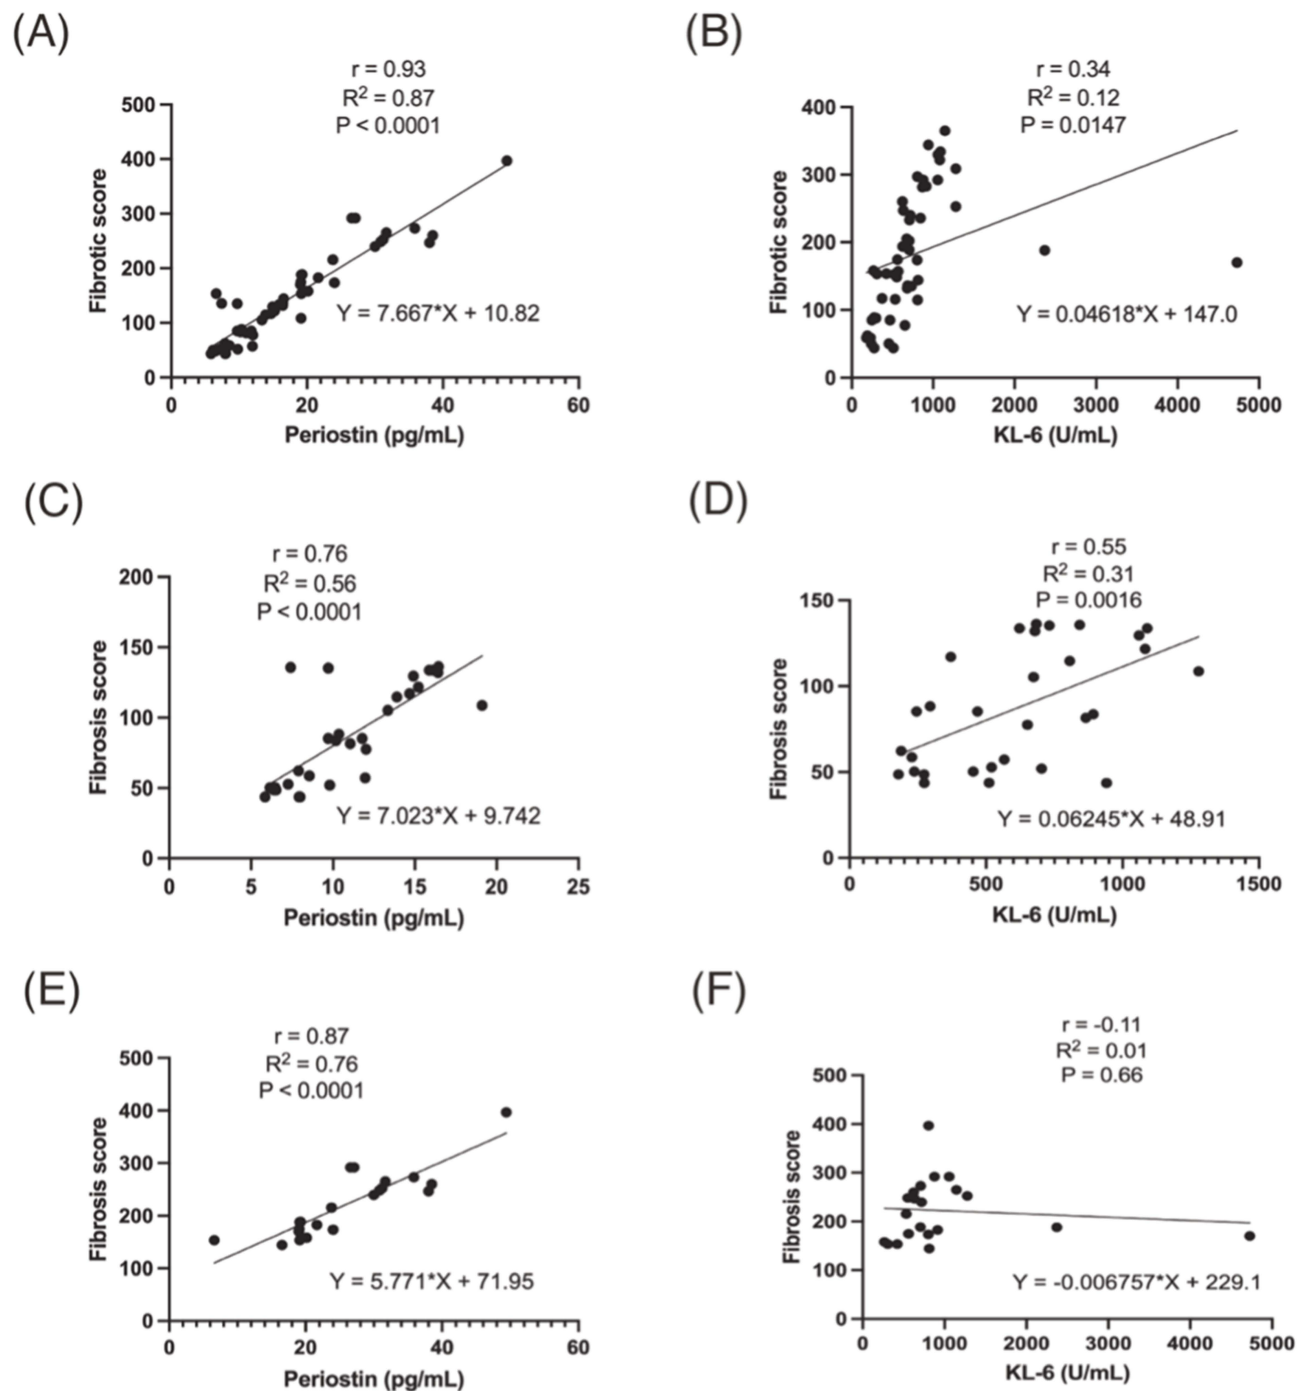 (A)
r = 0.93
R² = 0.87
P < 0.0001
500
400
300
200
100
0
Fibrotic score
Y = 7.667*X + 10.82
0 20 40 60
Periostin (pg/mL)
(B)
r = 0.34
R² = 0.12
P = 0.0147
400
300
200
100
0
Fibrotic score
Y = 0.04618*X + 147.0
0 1000 2000 3000 4000 5000
KL-6 (U/mL)
(C)
r = 0.76
R² = 0.56
P < 0.0001
200
150
100
50
0
Fibrosis score
Y = 7.023*X + 9.742
0 5 10 15 20 25
Periostin (pg/mL)
(D)
r = 0.55
R² = 0.31
P = 0.0016
150
100
50
0
Fibrosis score
Y = 0.06245*X + 48.91
0 500 1000 1500
KL-6 (U/mL)
(E)
r = 0.87
R² = 0.76
P < 0.0001
500
400
300
200
100
0
Fibrosis score
Y = 5.771*X + 71.95
0 20 40 60
Periostin (pg/mL)
(F)
r = -0.11
R² = 0.01
P = 0.66
500
400
300
200
100
0
Fibrosis score
Y = -0.006757*X + 229.1
0 1000 2000 3000 4000 5000
KL-6 (U/mL)